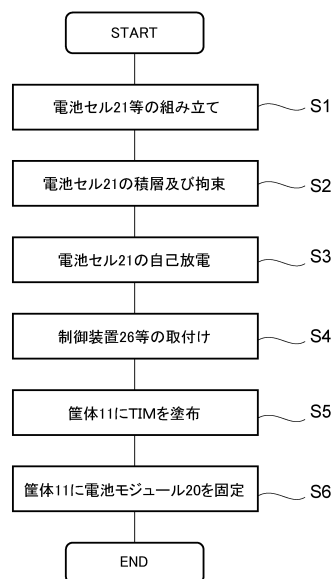 START
電池セル21等の組み立て
S1
電池セル21の積層及び拘束
S2
電池セル21の自己放電
S3
制御装置26等の取付け
S4
筐体11にTIMを塗布
S5
筐体11に電池モジュール20を固定
S6
END